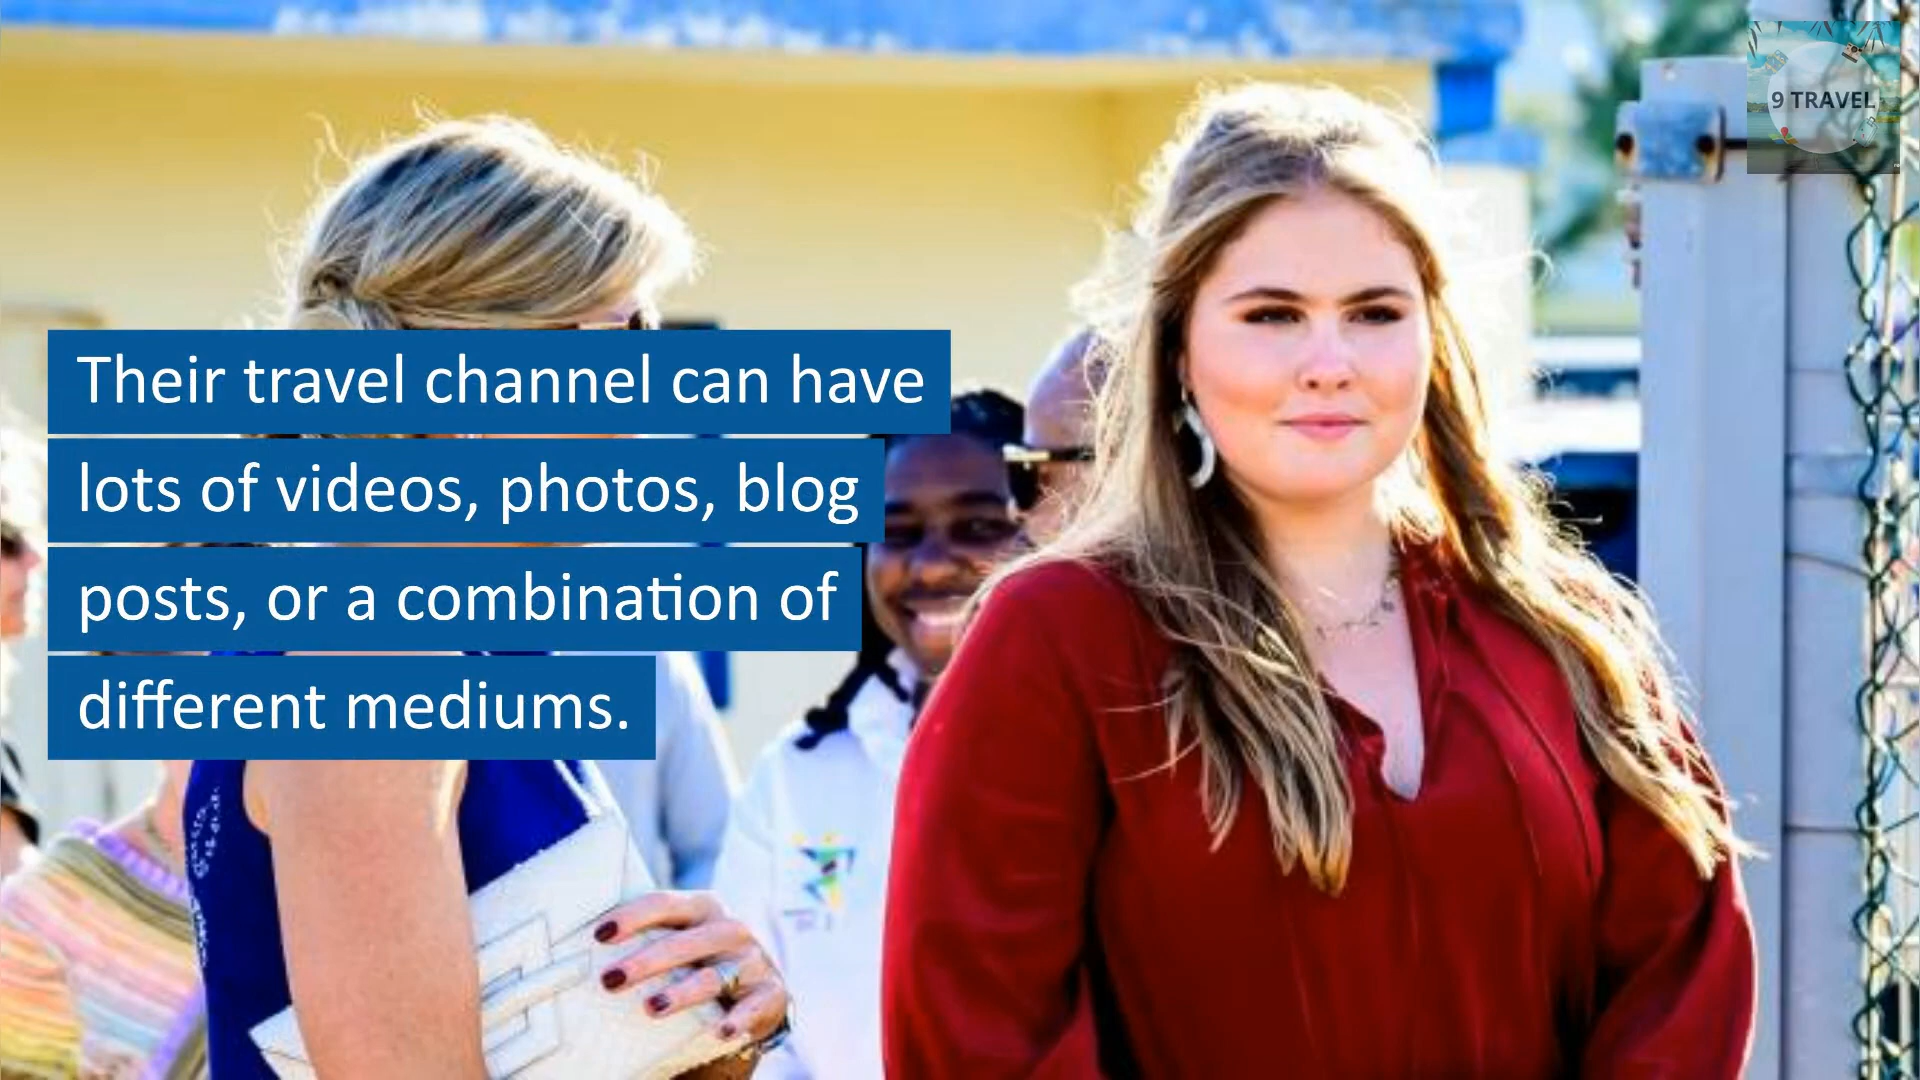 9 TRAVEL
Their travel channel can have
lots of videos, photos, blog
posts, or a combination of
different mediums.